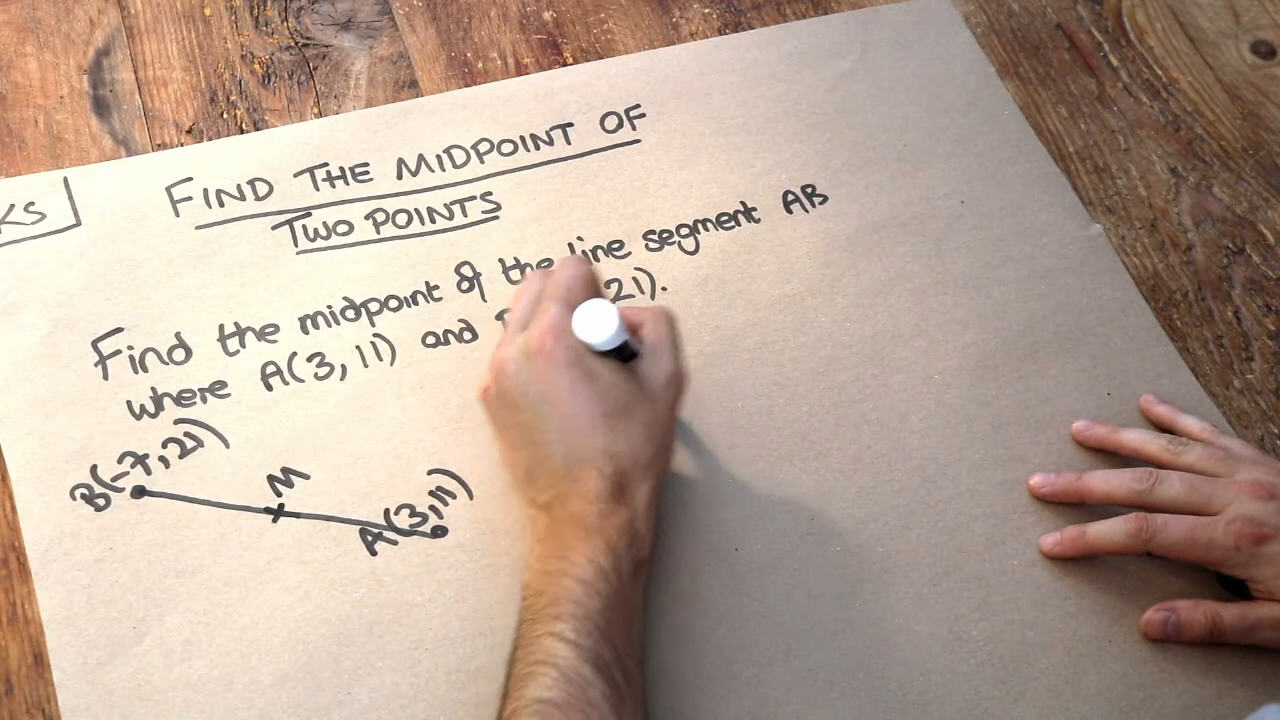 KS
FIND THE MIDPOINT OF
TWO POINTS
Find the midpoint of the line segment AB
where A(3, 11) and 21).
B(-7, 21)
M
A(3, 11)